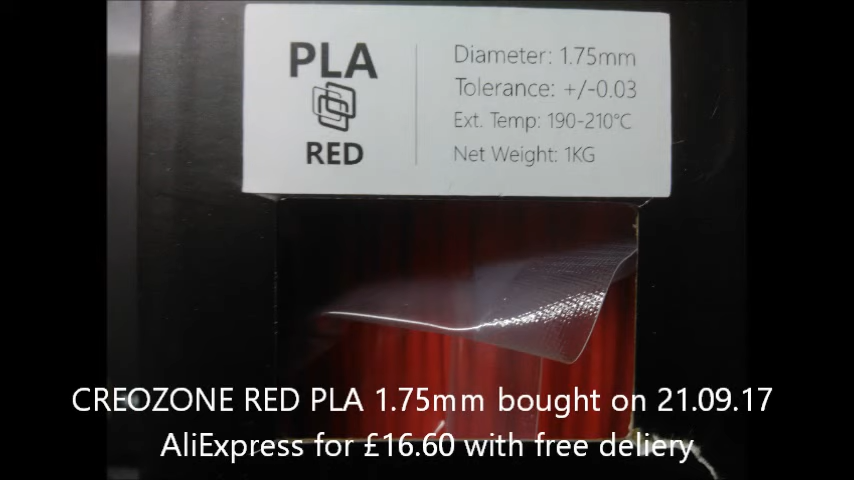 PLA
RED
Diameter: 1.75mm
Tolerance: +/-0.03
Ext. Temp: 190-210°C
Net Weight: 1KG
CREOZONE RED PLA 1.75mm bought on 21.09.17
AliExpress for £16.60 with free deliery